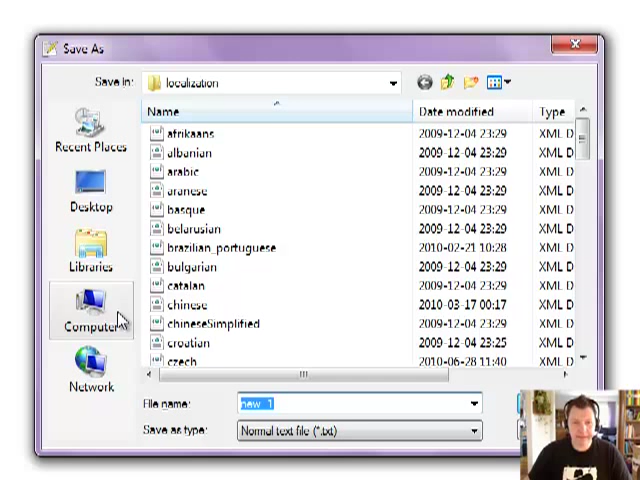 Save As
Save in:
localization
Name
Date modified
Type
afrikaans 2009-12-04 23:29 XML D
albanian 2009-12-04 23:29 XML D
arabic 2009-12-04 23:29 XML D
aranese 2009-12-04 23:29 XML D
basque 2009-12-04 23:29 XML D
belarusian 2009-12-04 23:29 XML D
brazilian_portuguese 2010-02-21 10:28 XML D
bulgarian 2009-12-04 23:29 XML D
catalan 2009-12-04 23:29 XML D
chinese 2010-03-17 00:17 XML D
chineseSimplified 2009-12-04 23:29 XML D
croatian 2009-12-04 23:25 XML D
czech 2010-06-28 11:40 XML D
Recent Places
Desktop
Libraries
Computer
Network
File name:
new 1
Save as type:
Normal text file (*.txt)